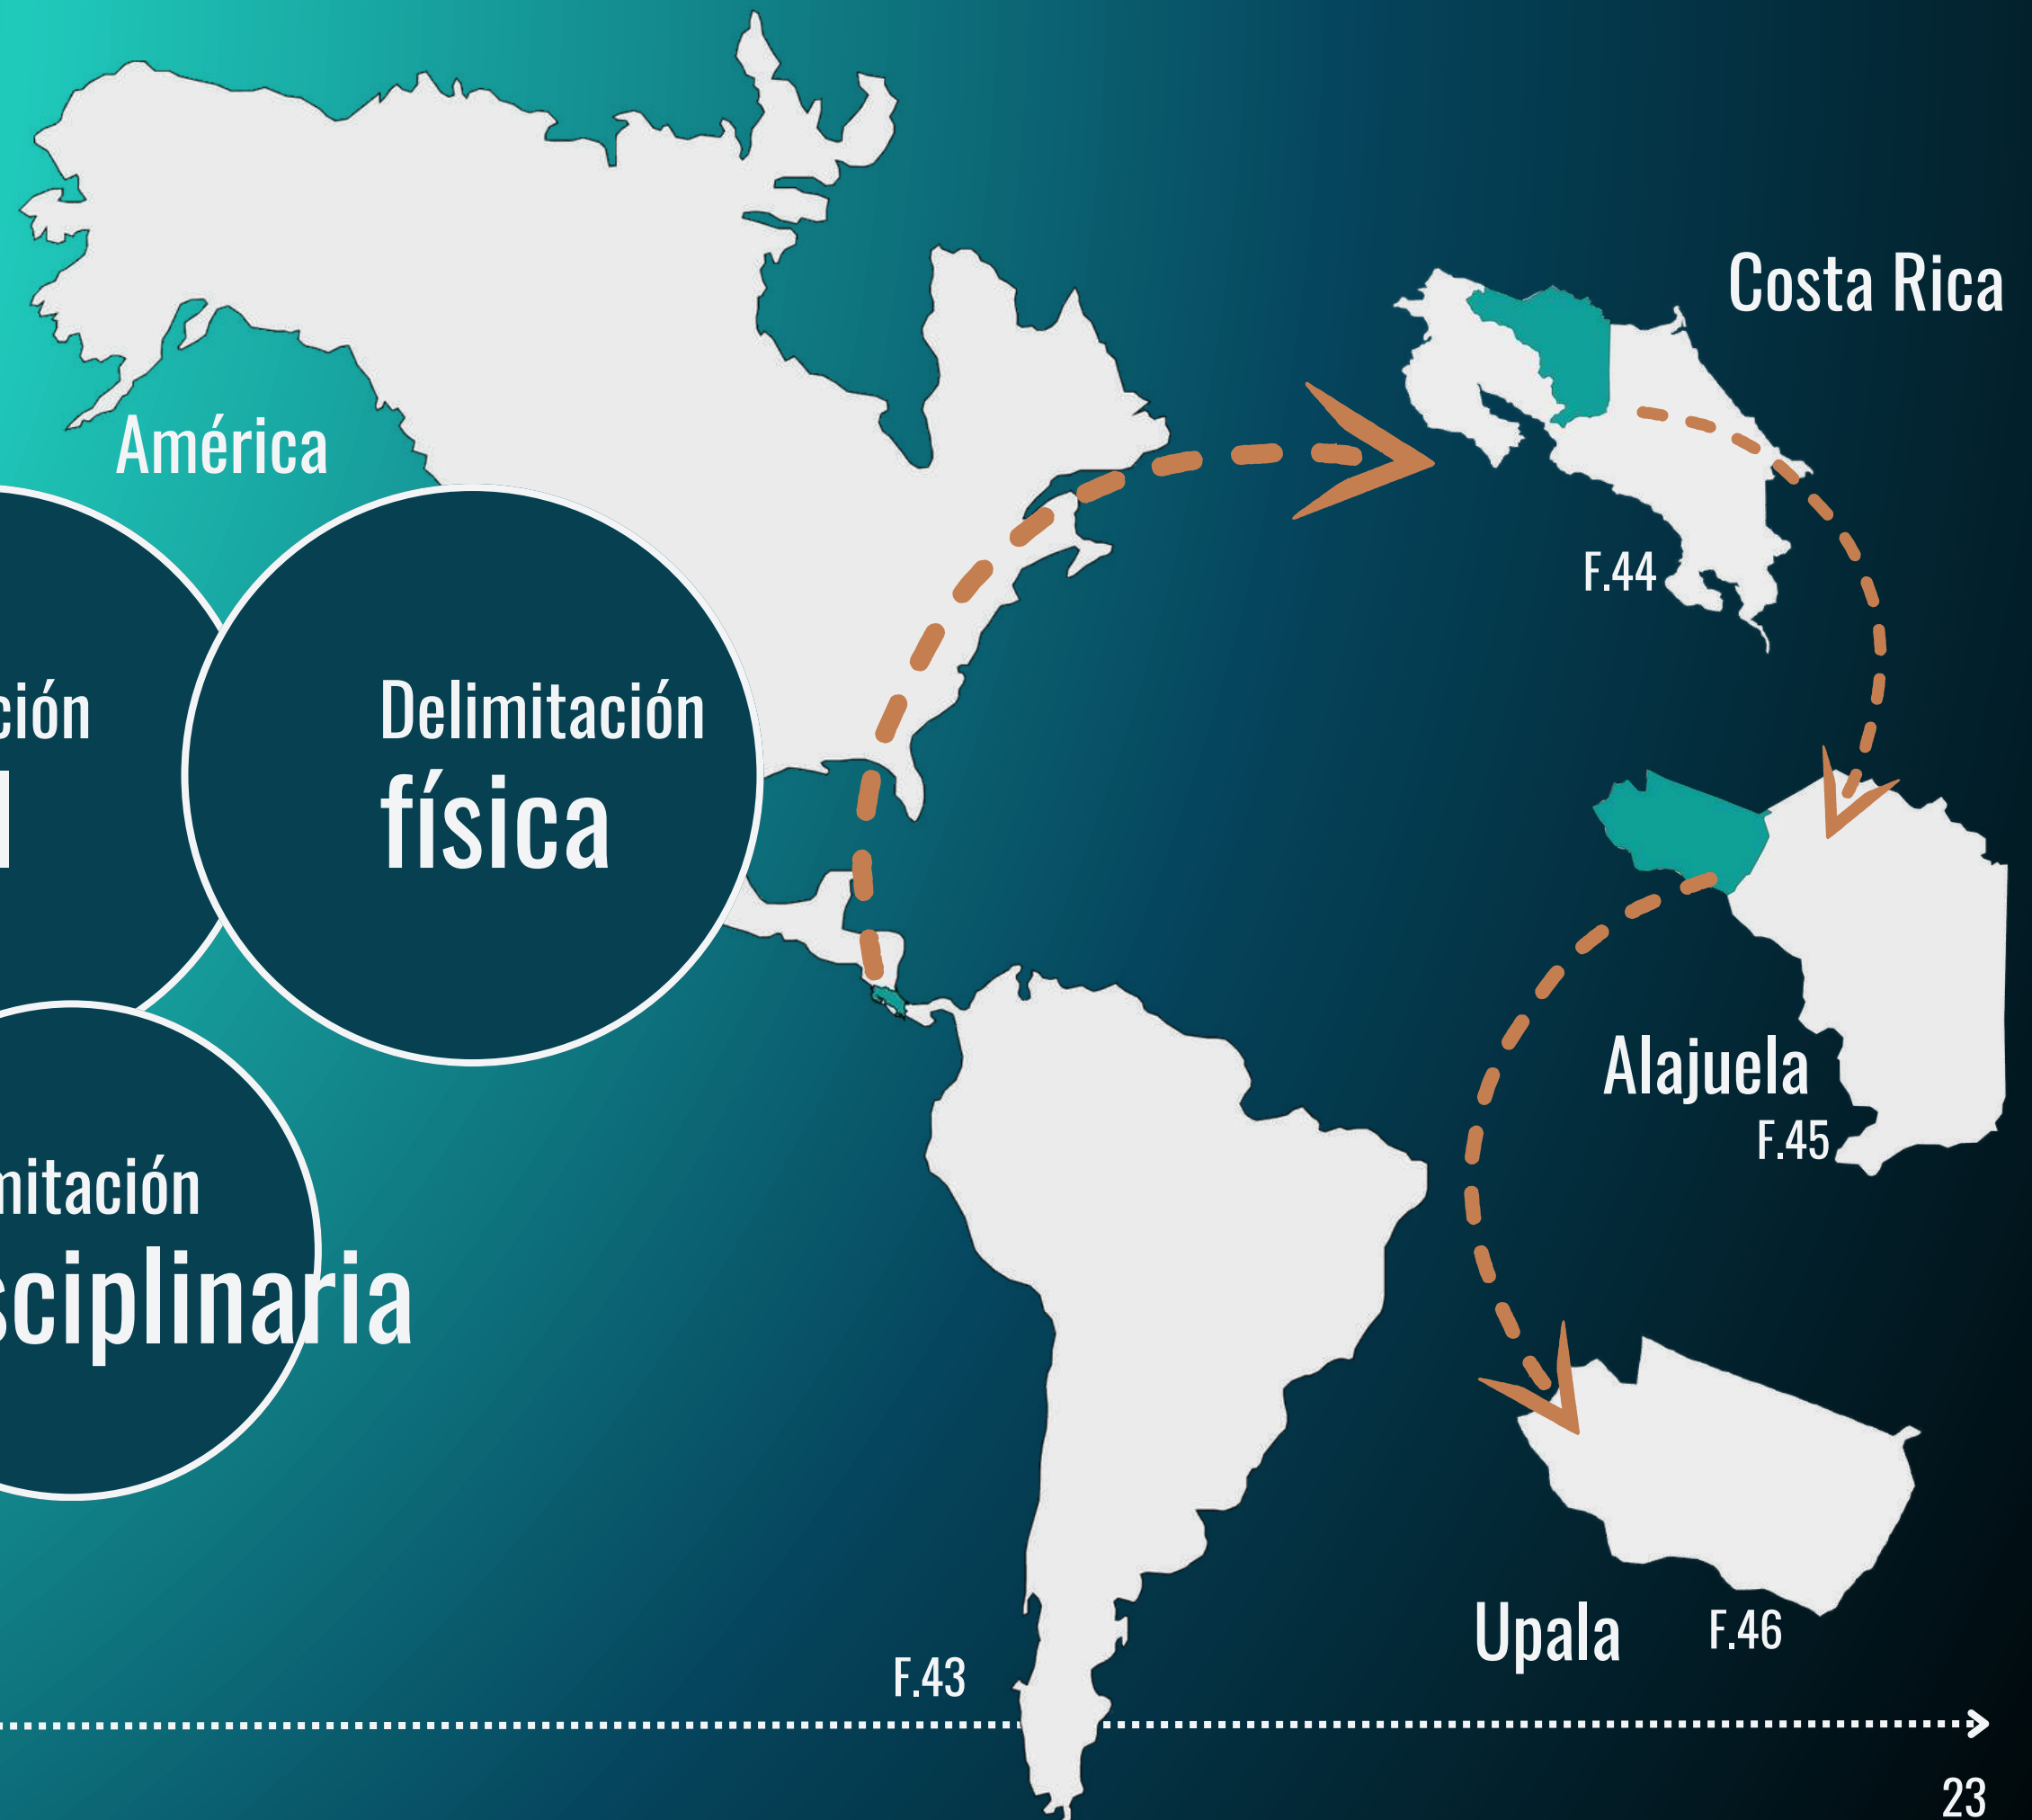 Costa Rica
América
F.44
ción
Delimitación
física
Alajuela
F.45
mitación
sciplinaria
Upala
F.46
F.43
23